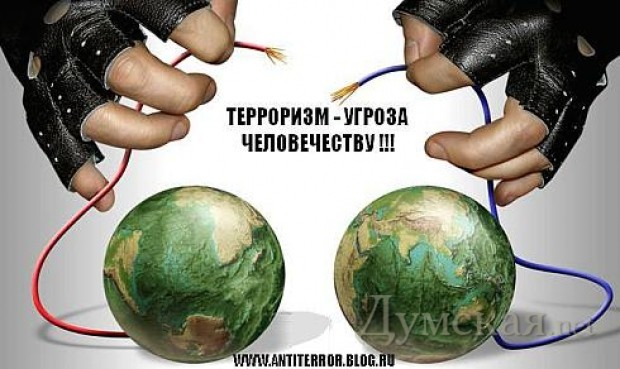 ТЕРРОРИЗМ - УГРОЗА
ЧЕЛОВЕЧЕСТВУ !!!
Думская.net
WWW.ANTITERROR.BLOG.RU